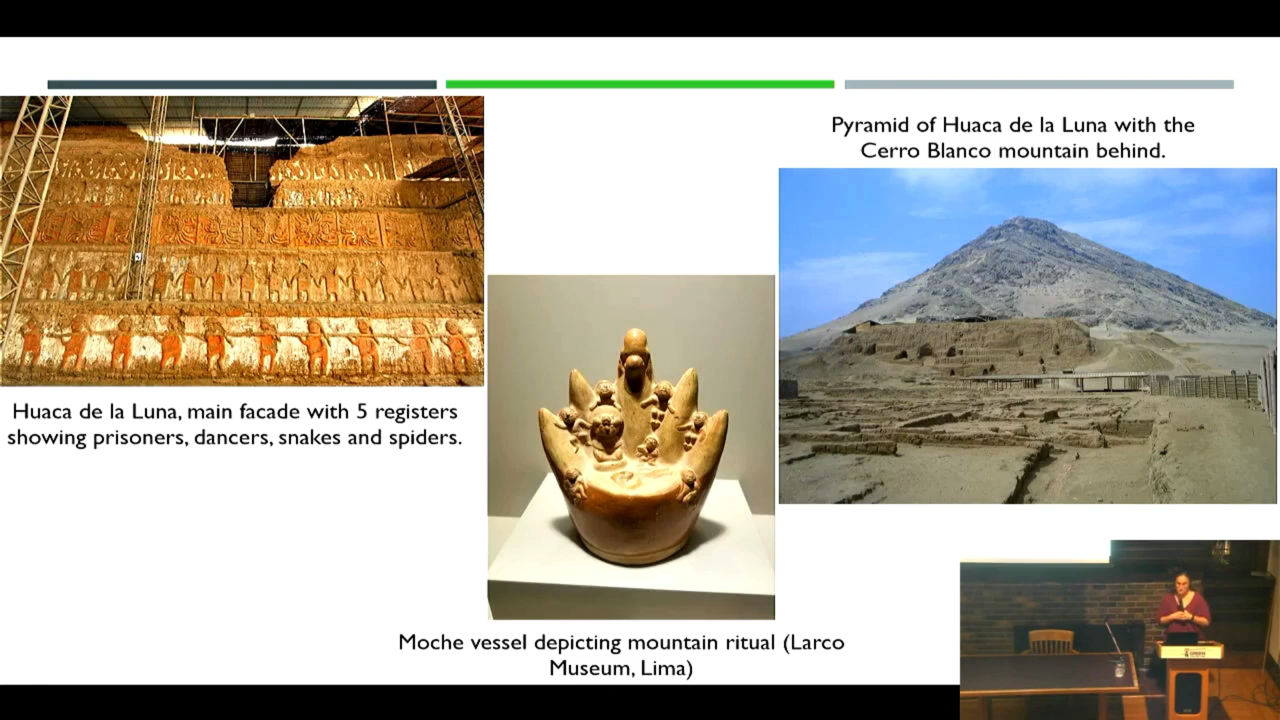 Pyramid of Huaca de la Luna with the
Cerro Blanco mountain behind.
Huaca de la Luna, main facade with 5 registers
showing prisoners, dancers, snakes and spiders.
Moche vessel depicting mountain ritual (Larco
Museum, Lima)